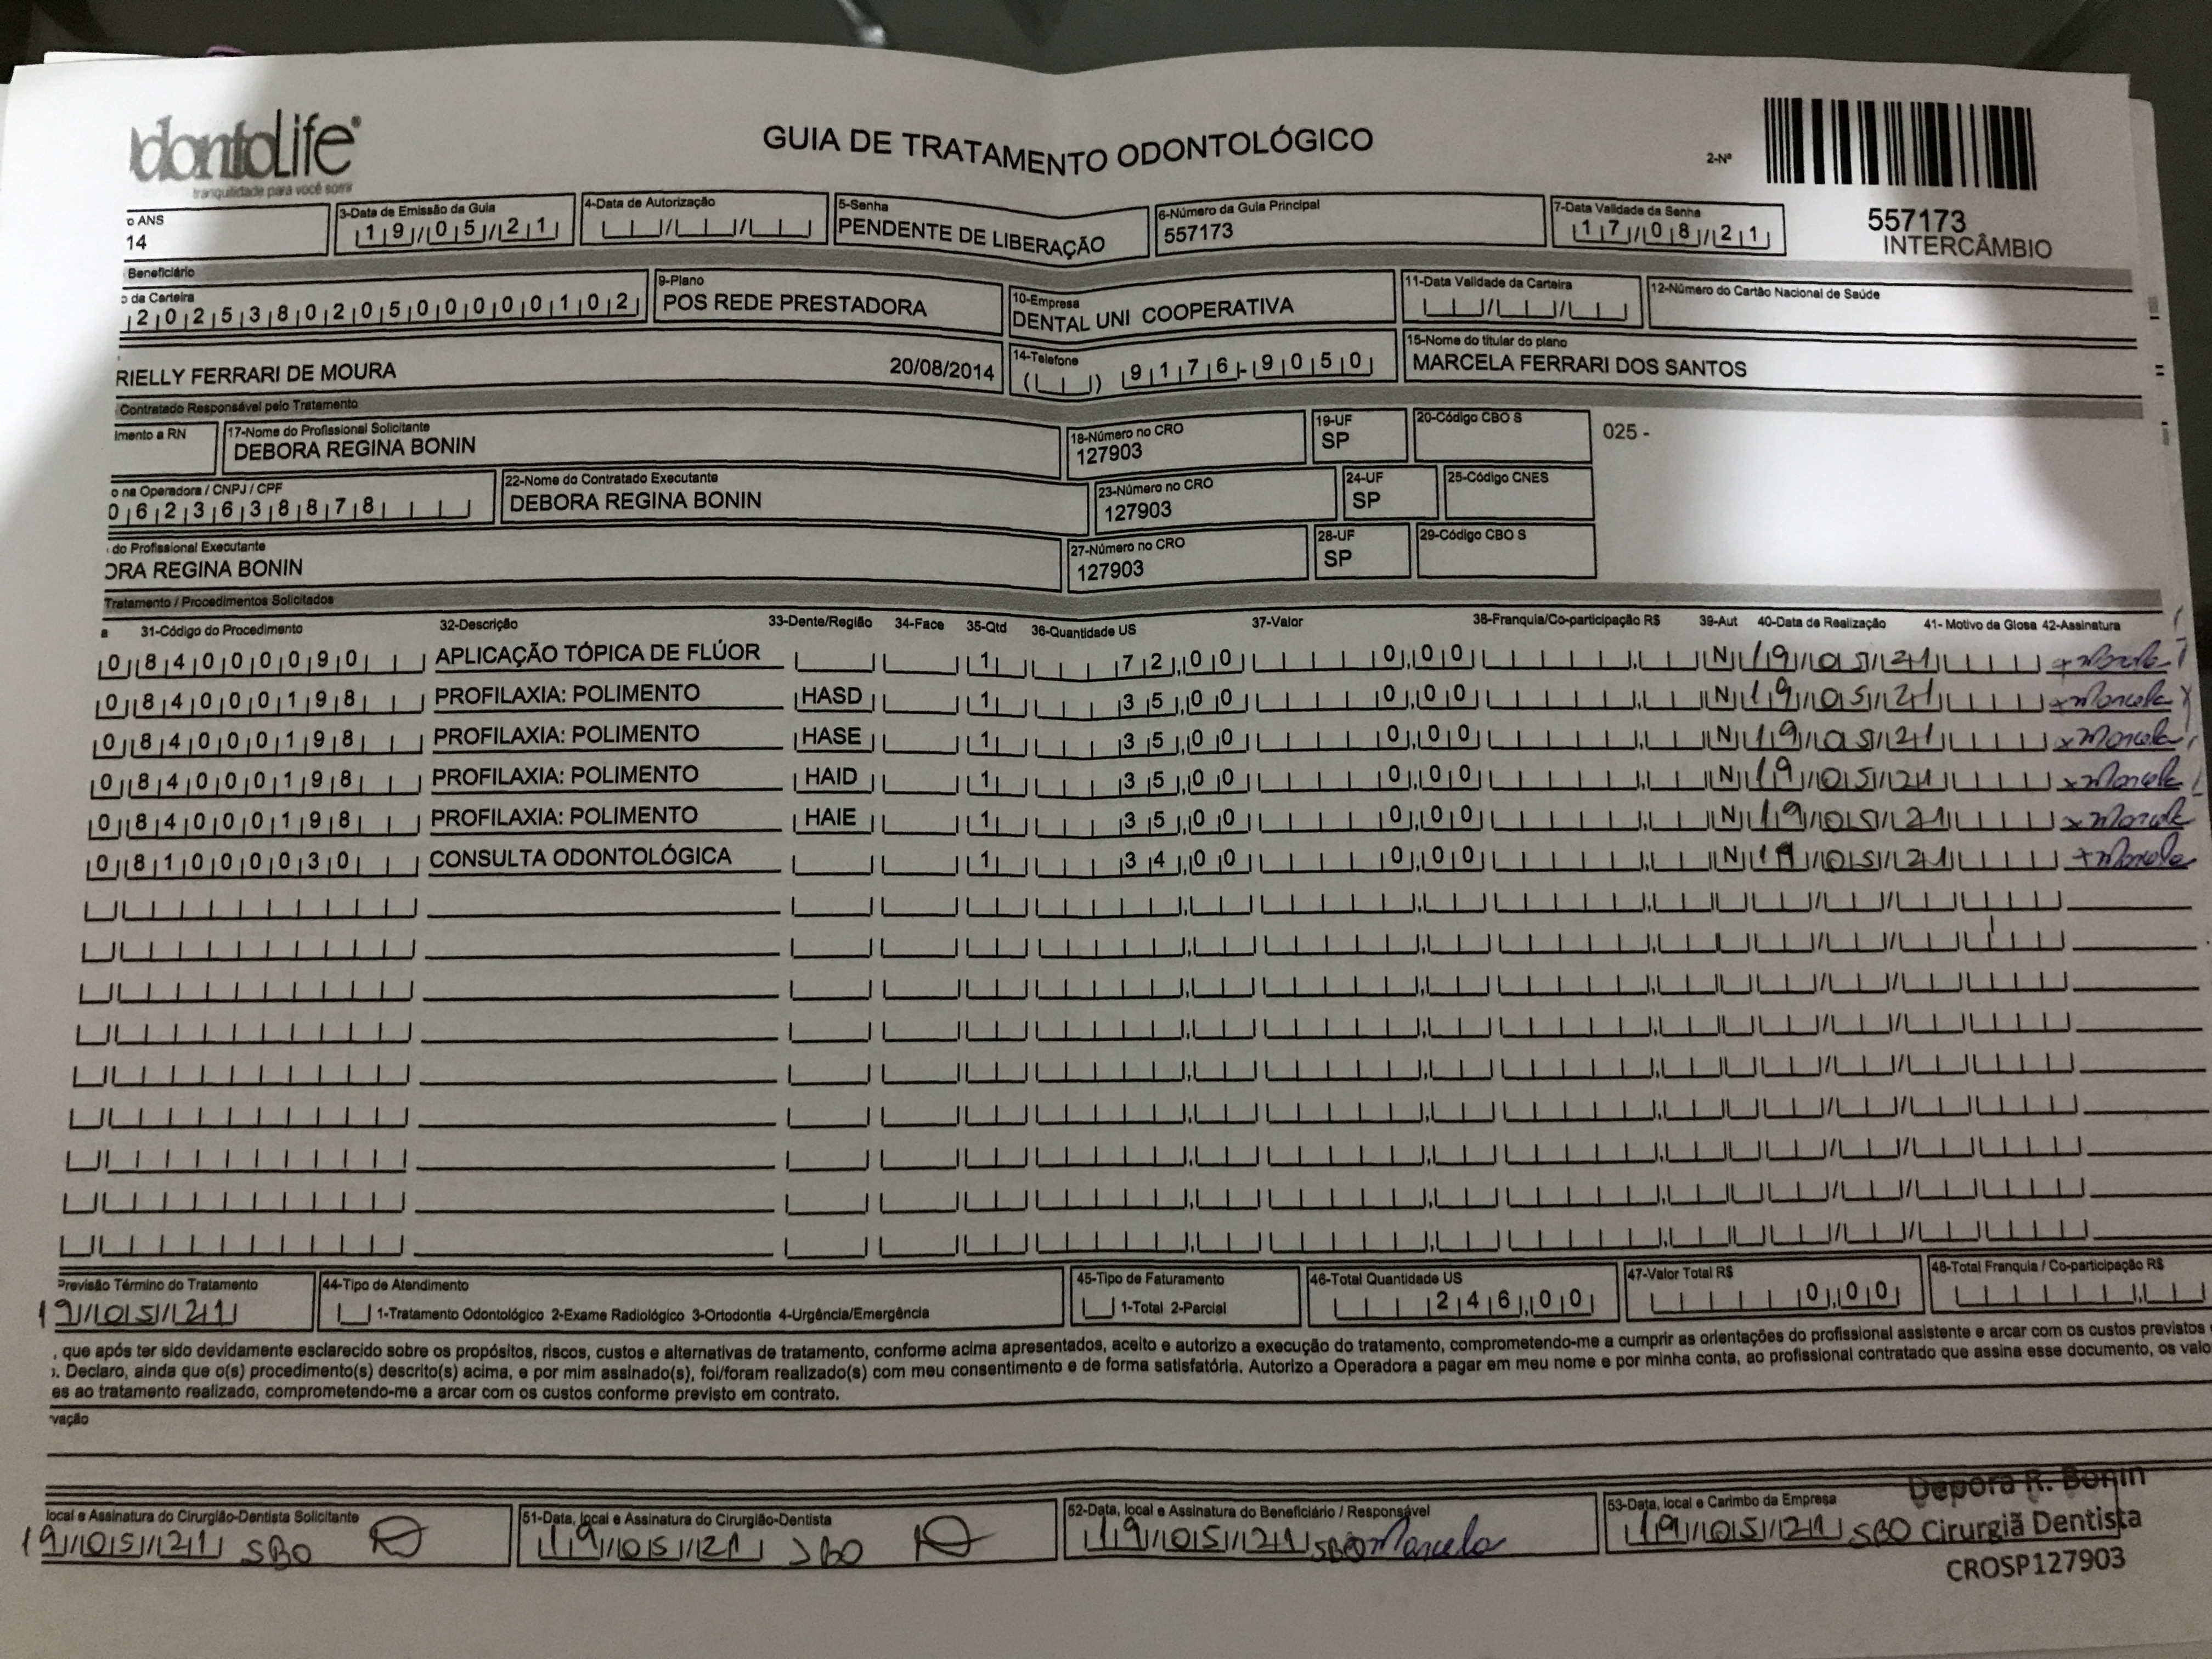 dontoLife®
tranquilidade para você sorrir
GUIA DE TRATAMENTO ODONTOLÓGICO
2-Nº
557173
INTERCÂMBIO
o ANS
14
3-Data de Emissão da Guia
19/05/21
4-Data de Autorização
5-Senha
PENDENTE DE LIBERAÇÃO
6-Número da Guia Principal
557173
7-Data Validade da Senha
17/08/21
Beneficiário
o da Carteira
202538020500000102
9-Plano
POS REDE PRESTADORA
10-Empresa
DENTAL UNI COOPERATIVA
11-Data Validade da Carteira
12-Número do Cartão Nacional de Saúde
RIELLY FERRARI DE MOURA 20/08/2014
14-Telefone
( ) 9176-9050
15-Nome do titular do plano
MARCELA FERRARI DOS SANTOS
Contratado Responsável pelo Tratamento
imento a RN
17-Nome do Profissional Solicitante
DEBORA REGINA BONIN
18-Número no CRO
127903
19-UF
SP
20-Código CBO S
025 -
o na Operadora / CNPJ / CPF
06236388 78
22-Nome do Contratado Executante
DEBORA REGINA BONIN
23-Número no CRO
127903
24-UF
SP
25-Código CNES
do Profissional Executante
ORA REGINA BONIN
27-Número no CRO
127903
28-UF
SP
29-Código CBO S
Tratamento / Procedimentos Solicitados
a 31-Código do Procedimento 32-Descrição 33-Dente/Região 34-Face 35-Qtd 36-Quantidade US 37-Valor 38-Franquia/Co-participação R$ 39-Aut 40-Data de Realização 41- Motivo da Glosa 42-Assinatura
0 84000090 APLICAÇÃO TÓPICA DE FLÚOR 1 72,00 0,00 N 19/05/21 x Marcela
0 84000198 PROFILAXIA: POLIMENTO HASD 1 35,00 0,00 N 19/05/21 x Marcela
0 84000198 PROFILAXIA: POLIMENTO HASE 1 35,00 0,00 N 19/05/21 x Marcela
0 84000198 PROFILAXIA: POLIMENTO HAID 1 35,00 0,00 N 19/05/21 x Marcela
0 84000198 PROFILAXIA: POLIMENTO HAIE 1 35,00 0,00 N 19/05/21 x Marcela
0 81000030 CONSULTA ODONTOLÓGICA 1 34,00 0,00 N 19/05/21 x Marcela
Previsão Término do Tratamento
19/05/21
44-Tipo de Atendimento
1-Tratamento Odontológico 2-Exame Radiológico 3-Ortodontia 4-Urgência/Emergência
45-Tipo de Faturamento
1-Total 2-Parcial
46-Total Quantidade US
246,00
47-Valor Total R$
0,00
48-Total Franquia / Co-participação R$
, que após ter sido devidamente esclarecido sobre os propósitos, riscos, custos e alternativas de tratamento, conforme acima apresentados, aceito e autorizo a execução do tratamento, comprometendo-me a cumprir as orientações do profissional assistente e arcar com os custos previstos
. Declaro, ainda que o(s) procedimento(s) descrito(s) acima, e por mim assinado(s), foi/foram realizado(s) com meu consentimento e de forma satisfatória. Autorizo a Operadora a pagar em meu nome e por minha conta, ao profissional contratado que assina esse documento, os valo
es ao tratamento realizado, comprometendo-me a arcar com os custos conforme previsto em contrato.
vação
local e Assinatura do Cirurgião-Dentista Solicitante
19/05/21 SBO
51-Data, local e Assinatura do Cirurgião-Dentista
19/05/21 SBO
52-Data, local e Assinatura do Beneficiário / Responsável
19/05/21 SBO Marcela
53-Data, local e Carimbo da Empresa
19/05/21 SBO
Debora R. Bonin
Cirurgiã Dentista
CROSP127903